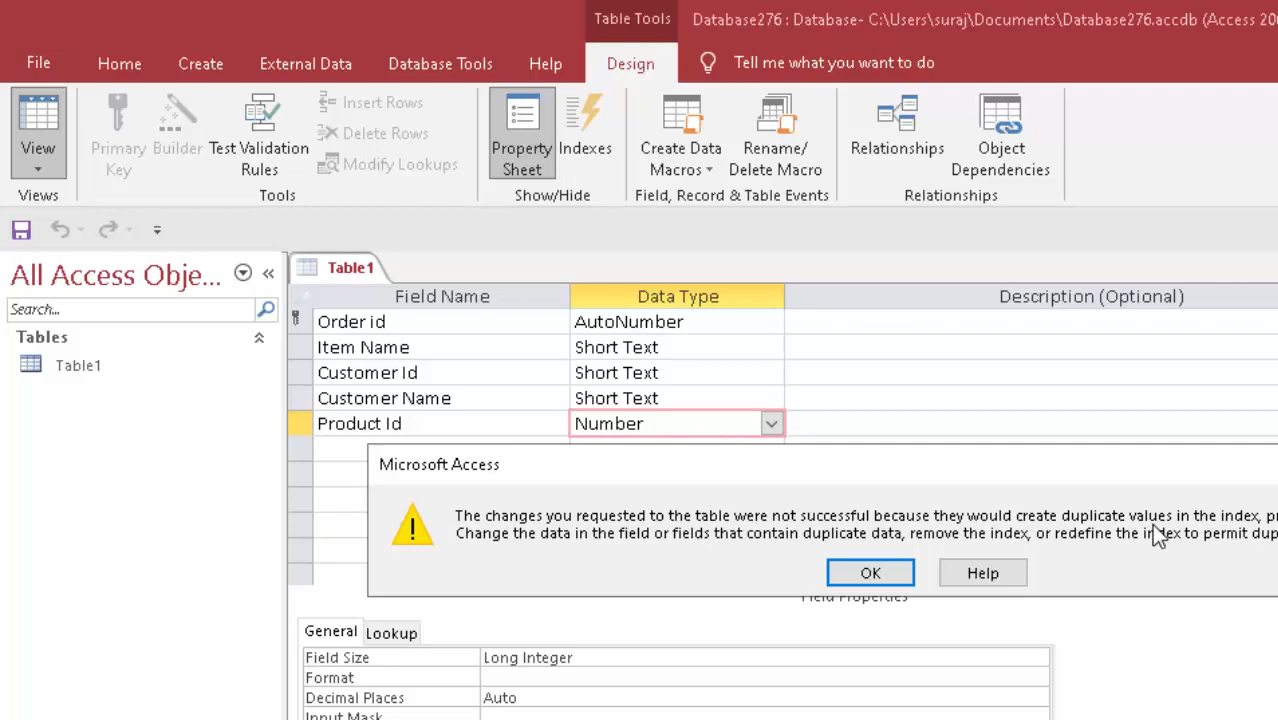 Table Tools
Database276 : Database- C:\Users\suraj\Documents\Database276.accdb (Access 20
File
Home
Create
External Data
Database Tools
Help
Design
Tell me what you want to do
View
Primary Key
Builder
Test Validation Rules
Insert Rows
Delete Rows
Modify Lookups
Property Sheet
Indexes
Create Data Macros
Rename/ Delete Macro
Relationships
Object Dependencies
Views
Tools
Show/Hide
Field, Record & Table Events
Relationships
All Access Obje...
Search...
Tables
Table1
Table1
Field Name
Data Type
Description (Optional)
Order id
AutoNumber
Item Name
Short Text
Customer Id
Short Text
Customer Name
Short Text
Product Id
Number
Microsoft Access
The changes you requested to the table were not successful because they would create duplicate values in the index,
Change the data in the field or fields that contain duplicate data, remove the index, or redefine the index to permit
OK
Help
Field Properties
General
Lookup
Field Size
Long Integer
Format
Decimal Places
Auto
Input Mask